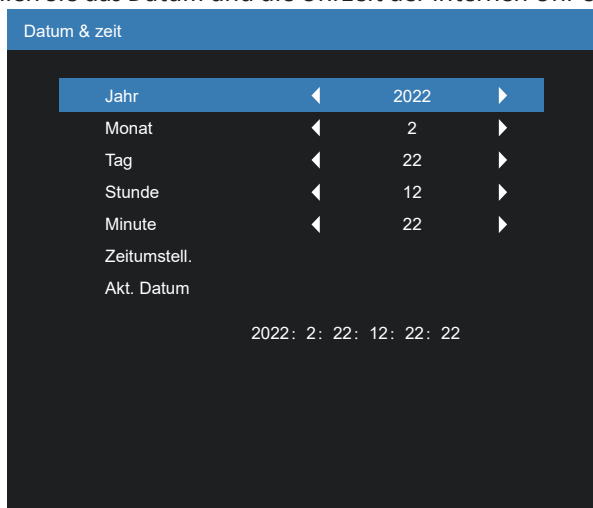 Datum & zeit
Jahr 2022
Monat 2
Tag 22
Stunde 12
Minute 22
Zeitumstell.
Akt. Datum
2022: 2: 22: 12: 22: 22